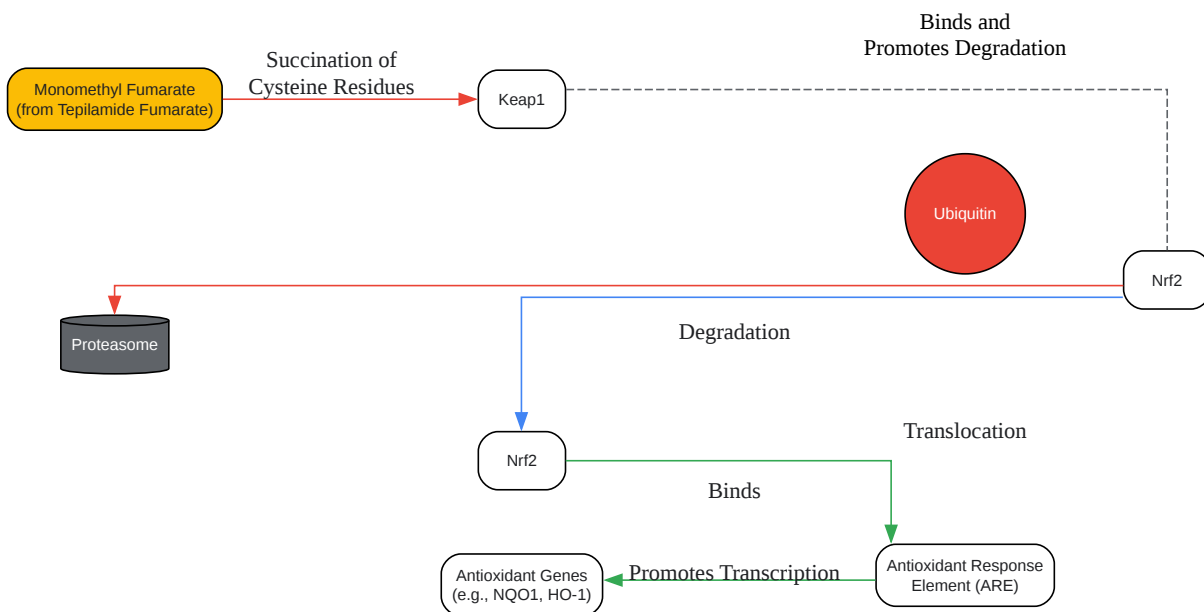 Binds and
Promotes Degradation
Succination of
Cysteine Residues
Monomethyl Fumarate
(from Tepilamide Fumarate)
Keap1
Ubiquitin
Nrf2
Degradation
Proteasome
Translocation
Nrf2
Binds
Antioxidant Response
Element (ARE)
Promotes Transcription
Antioxidant Genes
(e.g., NQO1, HO-1)